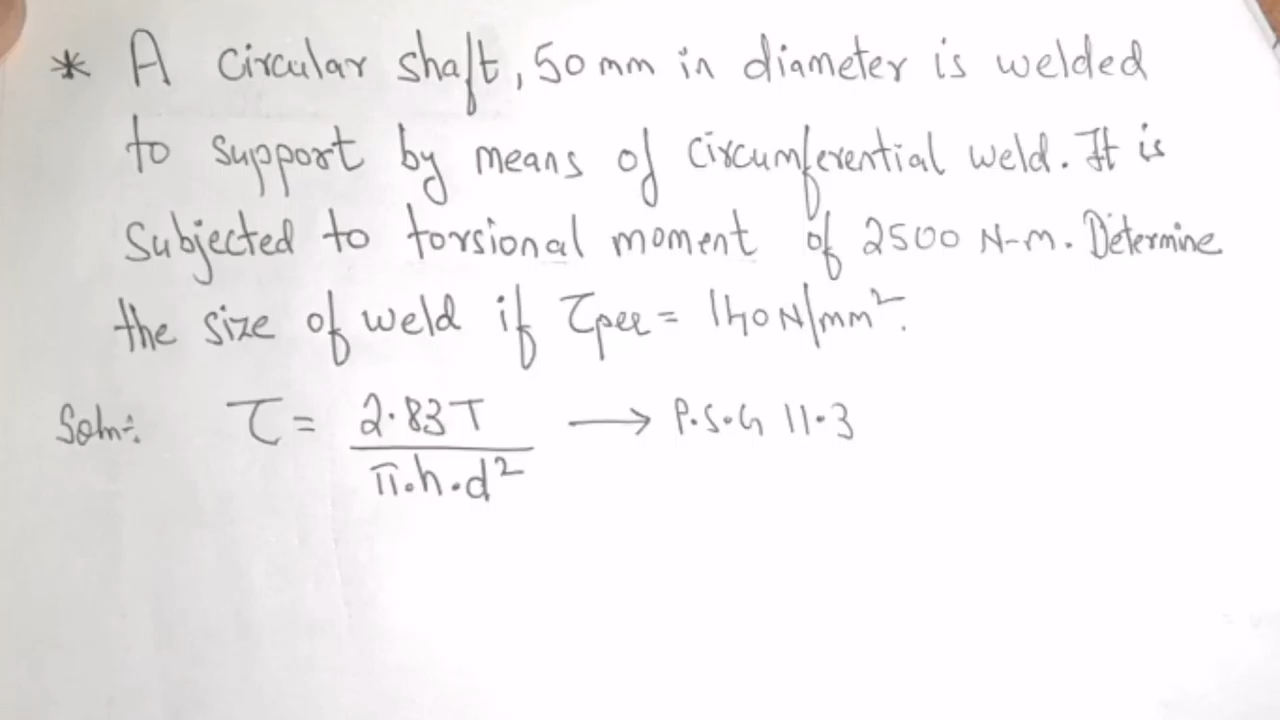 * A circular shaft, 50 mm in diameter is welded
to support by means of circumferential weld. It is
subjected to torsional moment of 2500 N-m. Determine
the size of weld if τper = 140 N/mm².
Soln:- τ = 2.83T / π.h.d² → P.S.G 11.3